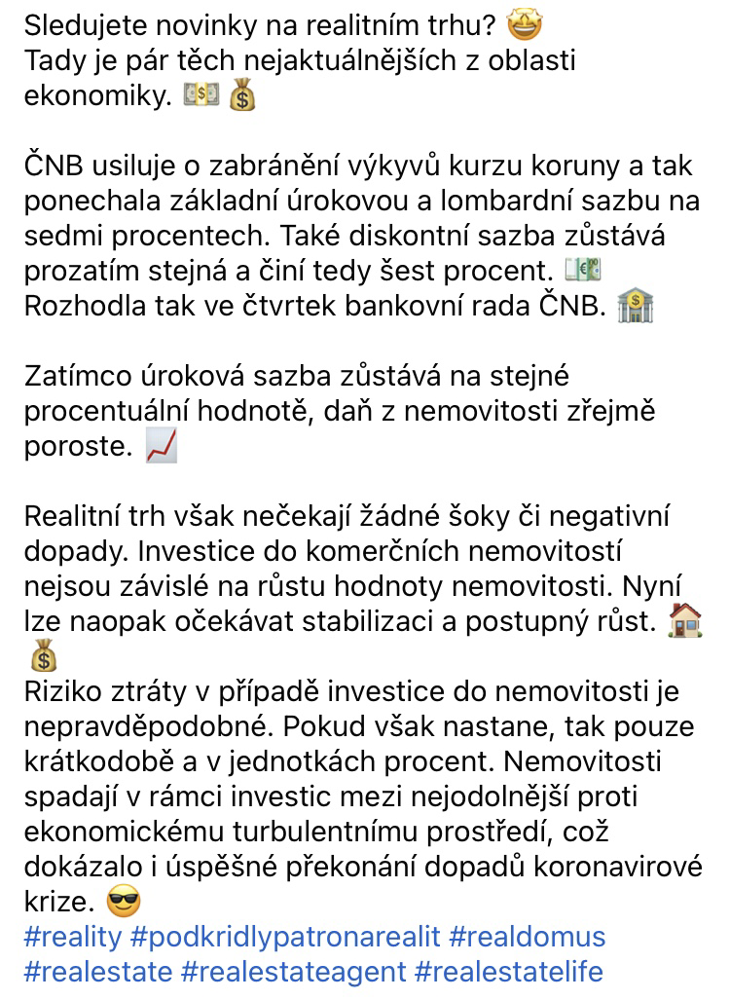 Sledujete novinky na realitním trhu? 🤩
Tady je pár těch nejaktuálnějších z oblasti
ekonomiky. 💵💰
ČNB usiluje o zabránění výkyvů kurzu koruny a tak
ponechala základní úrokovou a lombardní sazbu na
sedmi procentech. Také diskontní sazba zůstává
prozatím stejná a činí tedy šest procent. 💶
Rozhodla tak ve čtvrtek bankovní rada ČNB. 🏦
Zatímco úroková sazba zůstává na stejné
procentuální hodnotě, daň z nemovitosti zřejmě
poroste. 📈
Realitní trh však nečekají žádné šoky či negativní
dopady. Investice do komerčních nemovitostí
nejsou závislé na růstu hodnoty nemovitosti. Nyní
lze naopak očekávat stabilizaci a postupný růst. 🏠
💰
Riziko ztráty v případě investice do nemovitosti je
nepravděpodobné. Pokud však nastane, tak pouze
krátkodobě a v jednotkách procent. Nemovitosti
spadají v rámci investic mezi nejodolnější proti
ekonomickému turbulentnímu prostředí, což
dokázalo i úspěšné překonání dopadů koronavirové
krize. 😎
#reality #podkridlypatronarealit #realdomus
#realestate #realestateagent #realestatelife